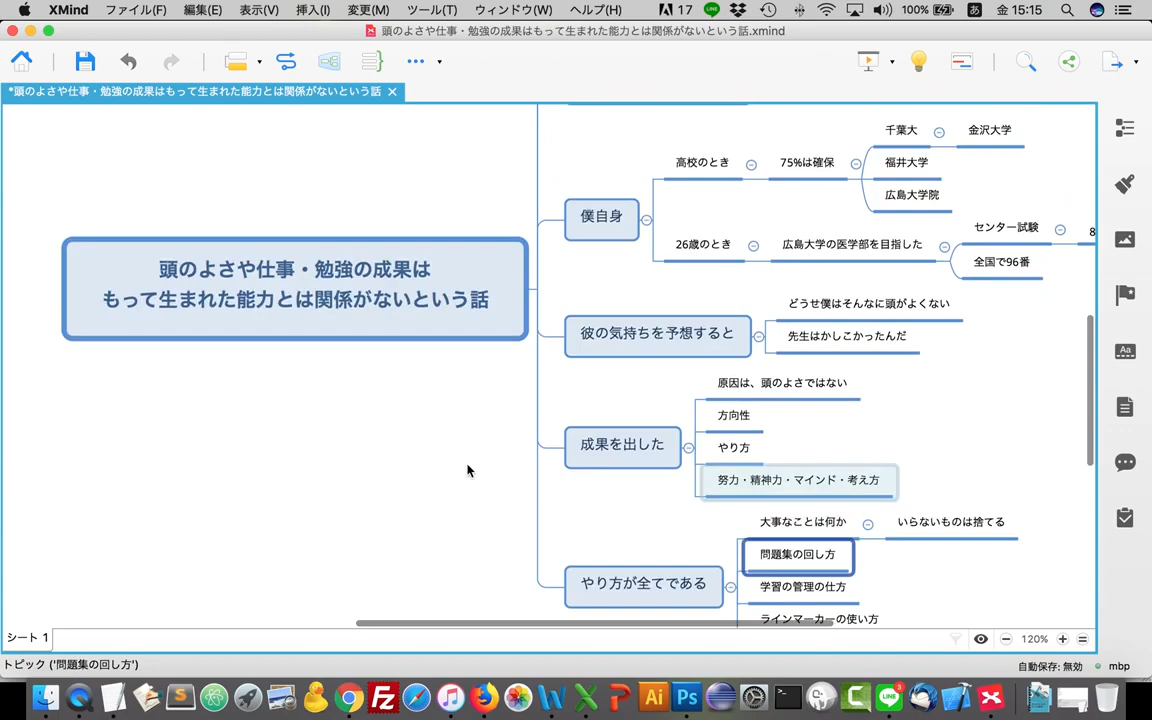 XMind ファイル(F) 編集(E) 表示(V) 挿入(I) 変更(M) ツール(T) ウィンドウ(W) ヘルプ(H) 17 100% あ 金 15:15
頭のよさや仕事・勉強の成果はもって生まれた能力とは関係がないという話.xmind
*頭のよさや仕事・勉強の成果はもって生まれた能力とは関係がないという話
頭のよさや仕事・勉強の成果は
もって生まれた能力とは関係がないという話
僕自身
高校のとき
75%は確保
千葉大
金沢大学
福井大学
広島大学院
26歳のとき
広島大学の医学部を目指した
センター試験
8
全国で96番
彼の気持ちを予想すると
どうせ僕はそんなに頭がよくない
先生はかしこかったんだ
成果を出した
原因は、頭のよさではない
方向性
やり方
努力・精神力・マインド・考え方
やり方が全てである
大事なことは何か
いらないものは捨てる
問題集の回し方
学習の管理の仕方
ラインマーカーの使い方
シート 1
120%
トピック ('問題集の回し方')
自動保存: 無効
mbp